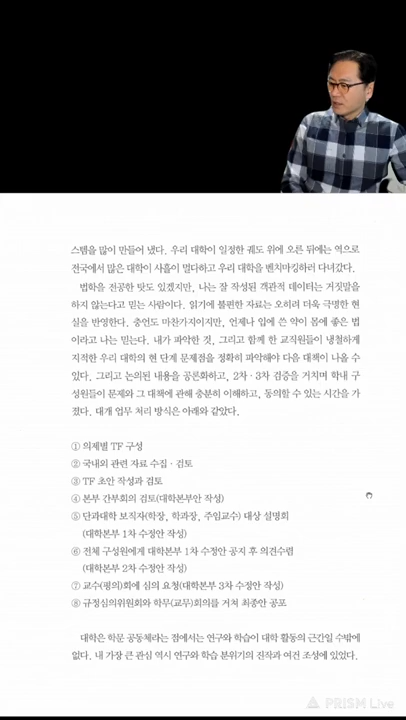 스템을 많이 만들어 냈다. 우리 대학이 일정한 궤도 위에 오른 뒤에는 역으로
전국에서 많은 대학이 사흘이 멀다하고 우리 대학을 벤치마킹하러 다녀갔다.
법학을 전공한 탓도 있겠지만, 나는 잘 작성된 객관적 데이터는 거짓말을
하지 않는다고 믿는 사람이다. 읽기에 불편한 자료는 오히려 더욱 극명한 현
실을 반영한다. 충언도 마찬가지이지만, 언제나 입에 쓴 약이 몸에 좋은 법
이라고 나는 믿는다. 내가 파악한 것, 그리고 함께 한 교직원들이 냉철하게
지적한 우리 대학의 현 단계 문제점을 정확히 파악해야 다음 대책이 나올 수
있다. 그리고 논의된 내용을 공론화하고, 2차·3차 검증을 거치며 학내 구
성원들이 문제와 그 대책에 관해 충분히 이해하고, 동의할 수 있는 시간을 가
졌다. 대개 업무 처리 방식은 아래와 같았다.
① 의제별 TF 구성
② 국내외 관련 자료 수집·검토
③ TF 초안 작성과 검토
④ 본부 간부회의 검토(대학본부안 작성)
⑤ 단과대학 보직자(학장, 학과장, 주임교수) 대상 설명회
(대학본부 1차 수정안 작성)
⑥ 전체 구성원에게 대학본부 1차 수정안 공지 후 의견수렴
(대학본부 2차 수정안 작성)
⑦ 교수(평의)회에 심의 요청(대학본부 3차 수정안 작성)
⑧ 규정심의위원회와 학무(교무)회의를 거쳐 최종안 공포
대학은 학문 공동체라는 점에서는 연구와 학습이 대학 활동의 근간일 수밖에
없다. 내 가장 큰 관심 역시 연구와 학습 분위기의 진작과 여건 조성에 있었다.
PRISM Live